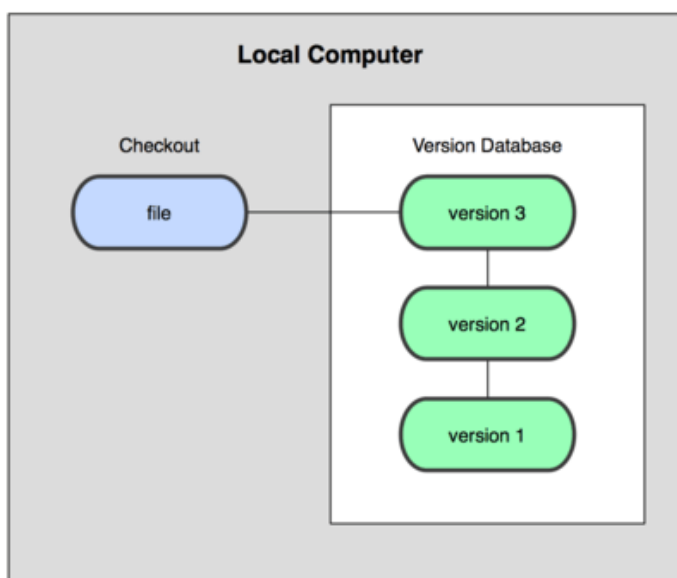 Local Computer
Checkout
Version Database
file
version 3
version 2
version 1